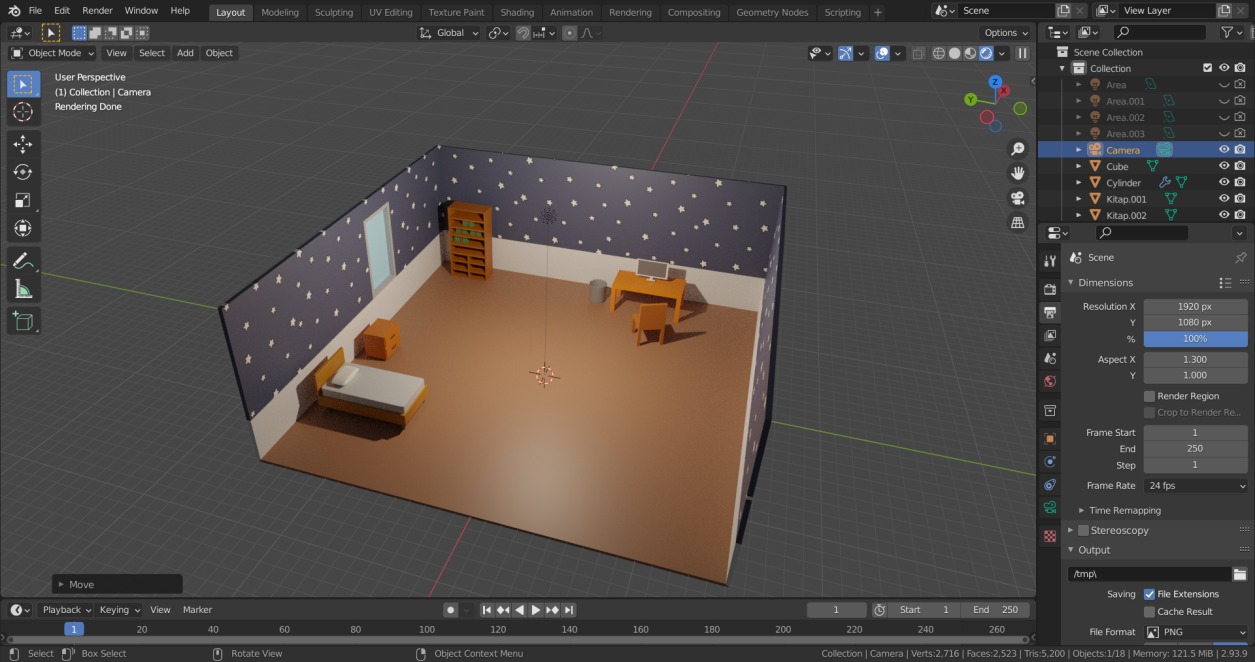 File Edit Render Window Help Layout Modeling Sculpting UV Editing Texture Paint Shading Animation Rendering Compositing Geometry Nodes Scripting + Scene View Layer
Global Options
Object Mode View Select Add Object
User Perspective
(1) Collection | Camera
Rendering Done
Z
X
Y
Move
Scene Collection
Collection
Area
Area.001
Area.002
Area.003
Camera
Cube
Cylinder
Kitap.001
Kitap.002
Scene
Dimensions
Resolution X 1920 px
Y 1080 px
% 100%
Aspect X 1.300
Y 1.000
Render Region
Crop to Render Re...
Frame Start 1
End 250
Step 1
Frame Rate 24 fps
Time Remapping
Stereoscopy
Output
/tmp\
Saving File Extensions
Cache Result
File Format PNG
Playback Keying View Marker 1 Start 1 End 250
1 20 40 60 80 100 120 140 160 180 200 220 240 260
Select Box Select Rotate View Object Context Menu Collection | Camera | Verts:2,716 | Faces:2,523 | Tris:5,200 | Objects:1/18 | Memory: 121.5 MiB | 2.93.9